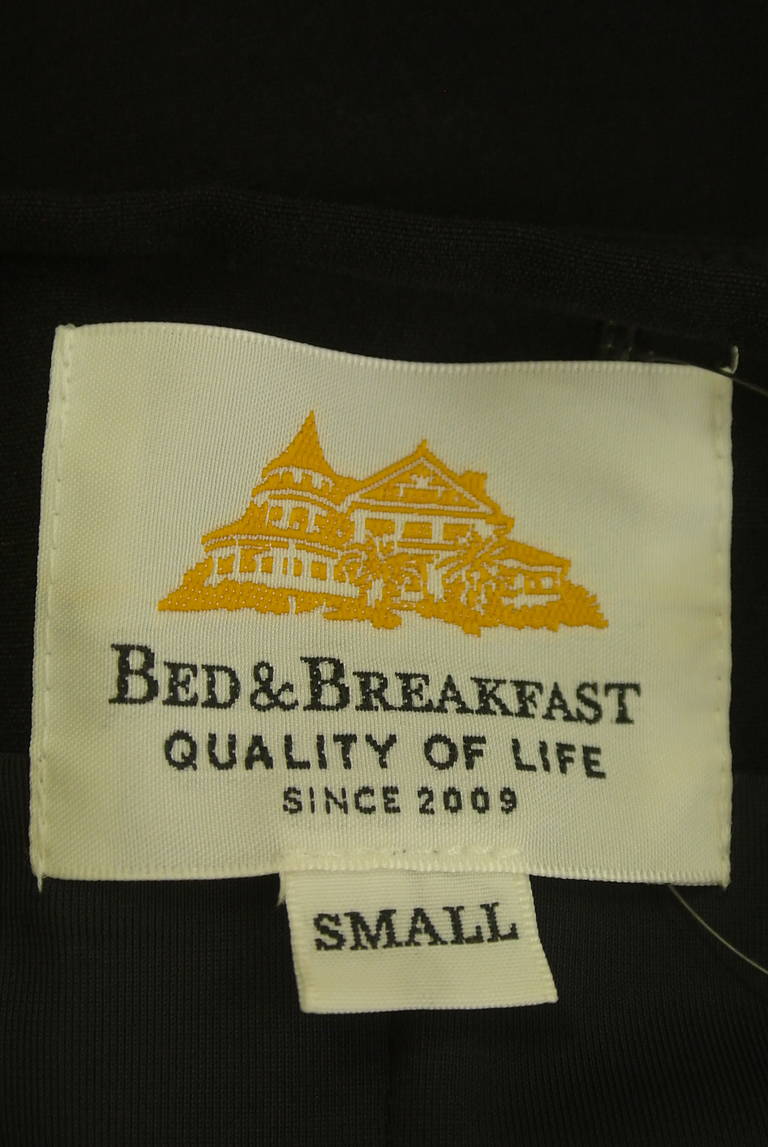 BED & BREAKFAST
QUALITY OF LIFE
SINCE 2009
SMALL